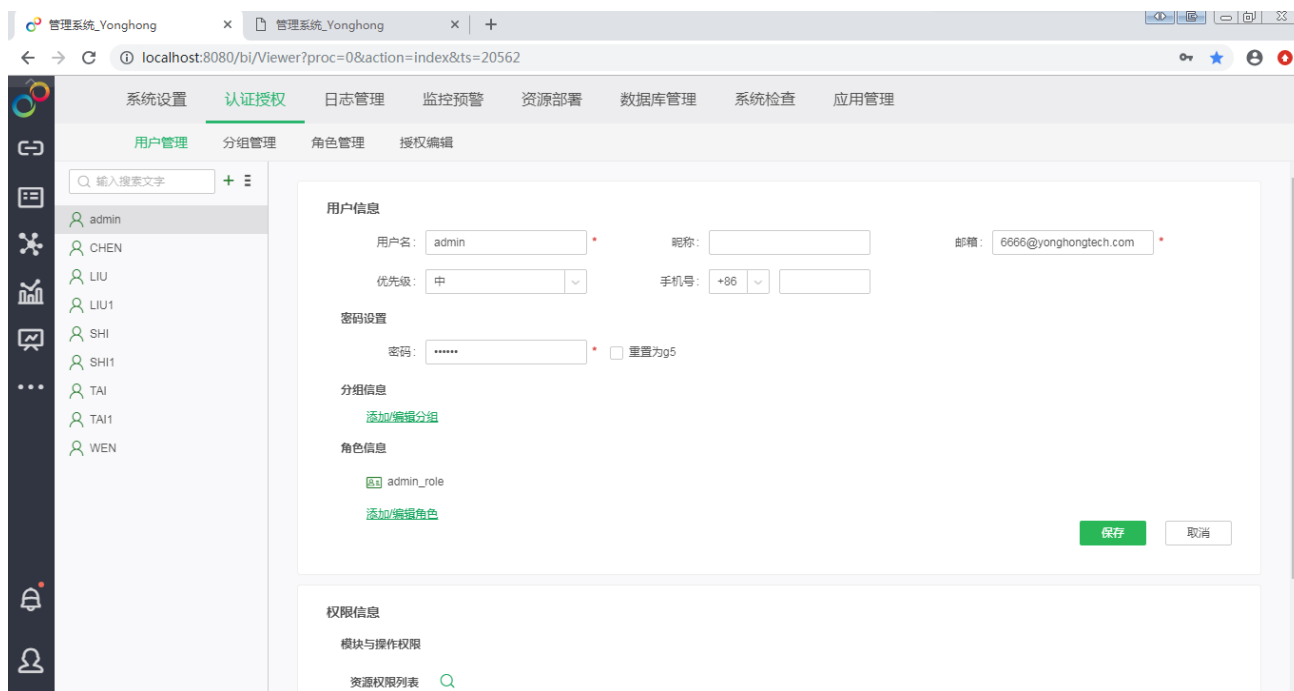 管理系统_Yonghong
管理系统_Yonghong
localhost:8080/bi/Viewer?proc=0&action=index&ts=20562
系统设置 认证授权 日志管理 监控预警 资源部署 数据库管理 系统检查 应用管理
用户管理 分组管理 角色管理 授权编辑
输入搜索文字
admin
CHEN
LIU
LIU1
SHI
SHI1
TAI
TAI1
WEN
用户信息
用户名: admin * 昵称: 邮箱: 6666@yonghongtech.com *
优先级: 中 手机号: +86
密码设置
密码: •••••• * 重置为g5
分组信息
添加/编辑分组
角色信息
admin_role
添加/编辑角色
保存 取消
权限信息
模块与操作权限
资源权限列表